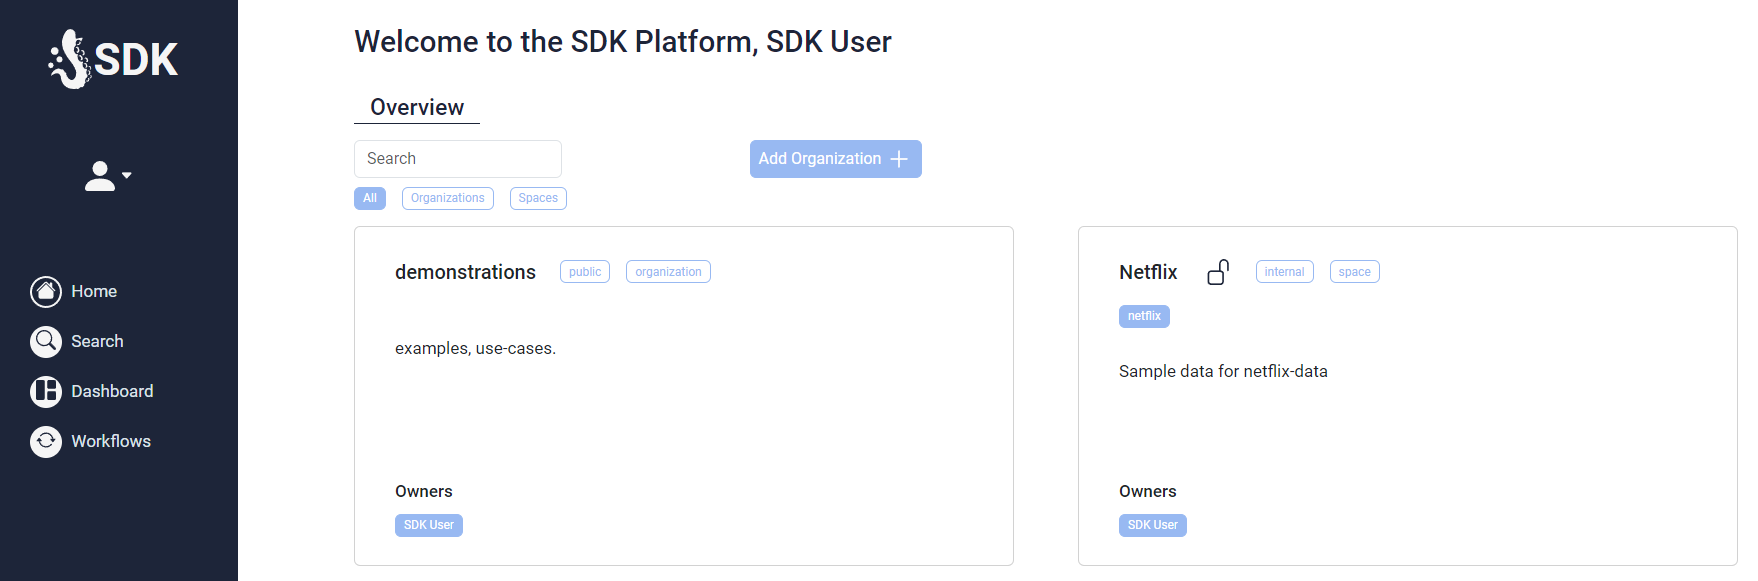 SDK
Home
Search
Dashboard
Workflows
Welcome to the SDK Platform, SDK User
Overview
Search
Add Organization
All Organizations Spaces
demonstrations public organization
examples, use-cases.
Owners
SDK User
Netflix internal space
netflix
Sample data for netflix-data
Owners
SDK User